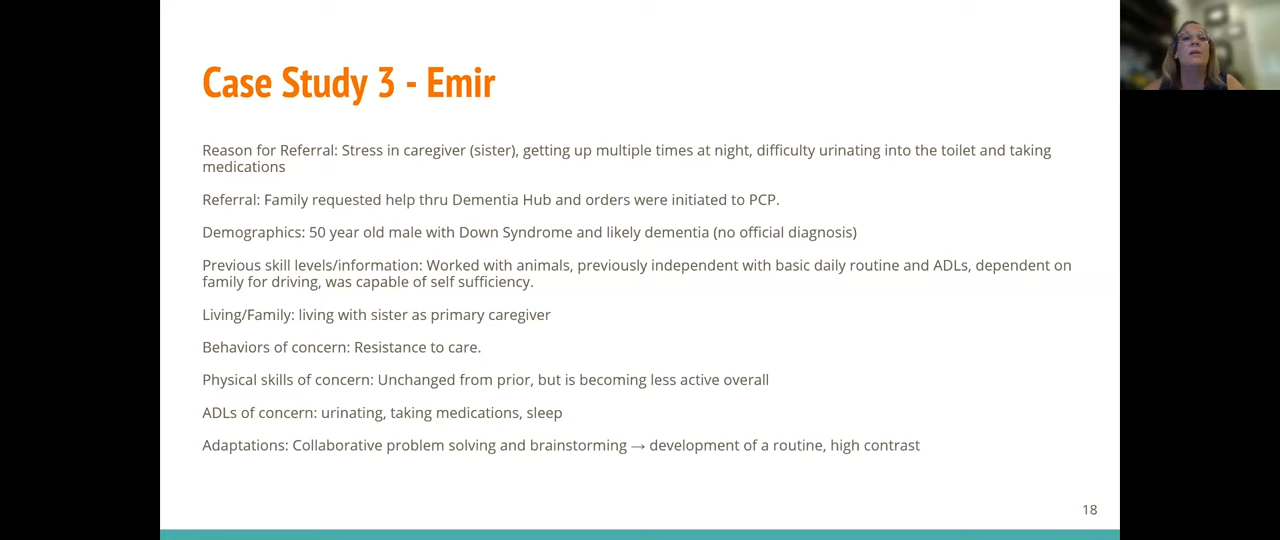 Case Study 3 - Emir
Reason for Referral: Stress in caregiver (sister), getting up multiple times at night, difficulty urinating into the toilet and taking
medications
Referral: Family requested help thru Dementia Hub and orders were initiated to PCP.
Demographics: 50 year old male with Down Syndrome and likely dementia (no official diagnosis)
Previous skill levels/information: Worked with animals, previously independent with basic daily routine and ADLs, dependent on
family for driving, was capable of self sufficiency.
Living/Family: living with sister as primary caregiver
Behaviors of concern: Resistance to care.
Physical skills of concern: Unchanged from prior, but is becoming less active overall
ADLs of concern: urinating, taking medications, sleep
Adaptations: Collaborative problem solving and brainstorming → development of a routine, high contrast
18